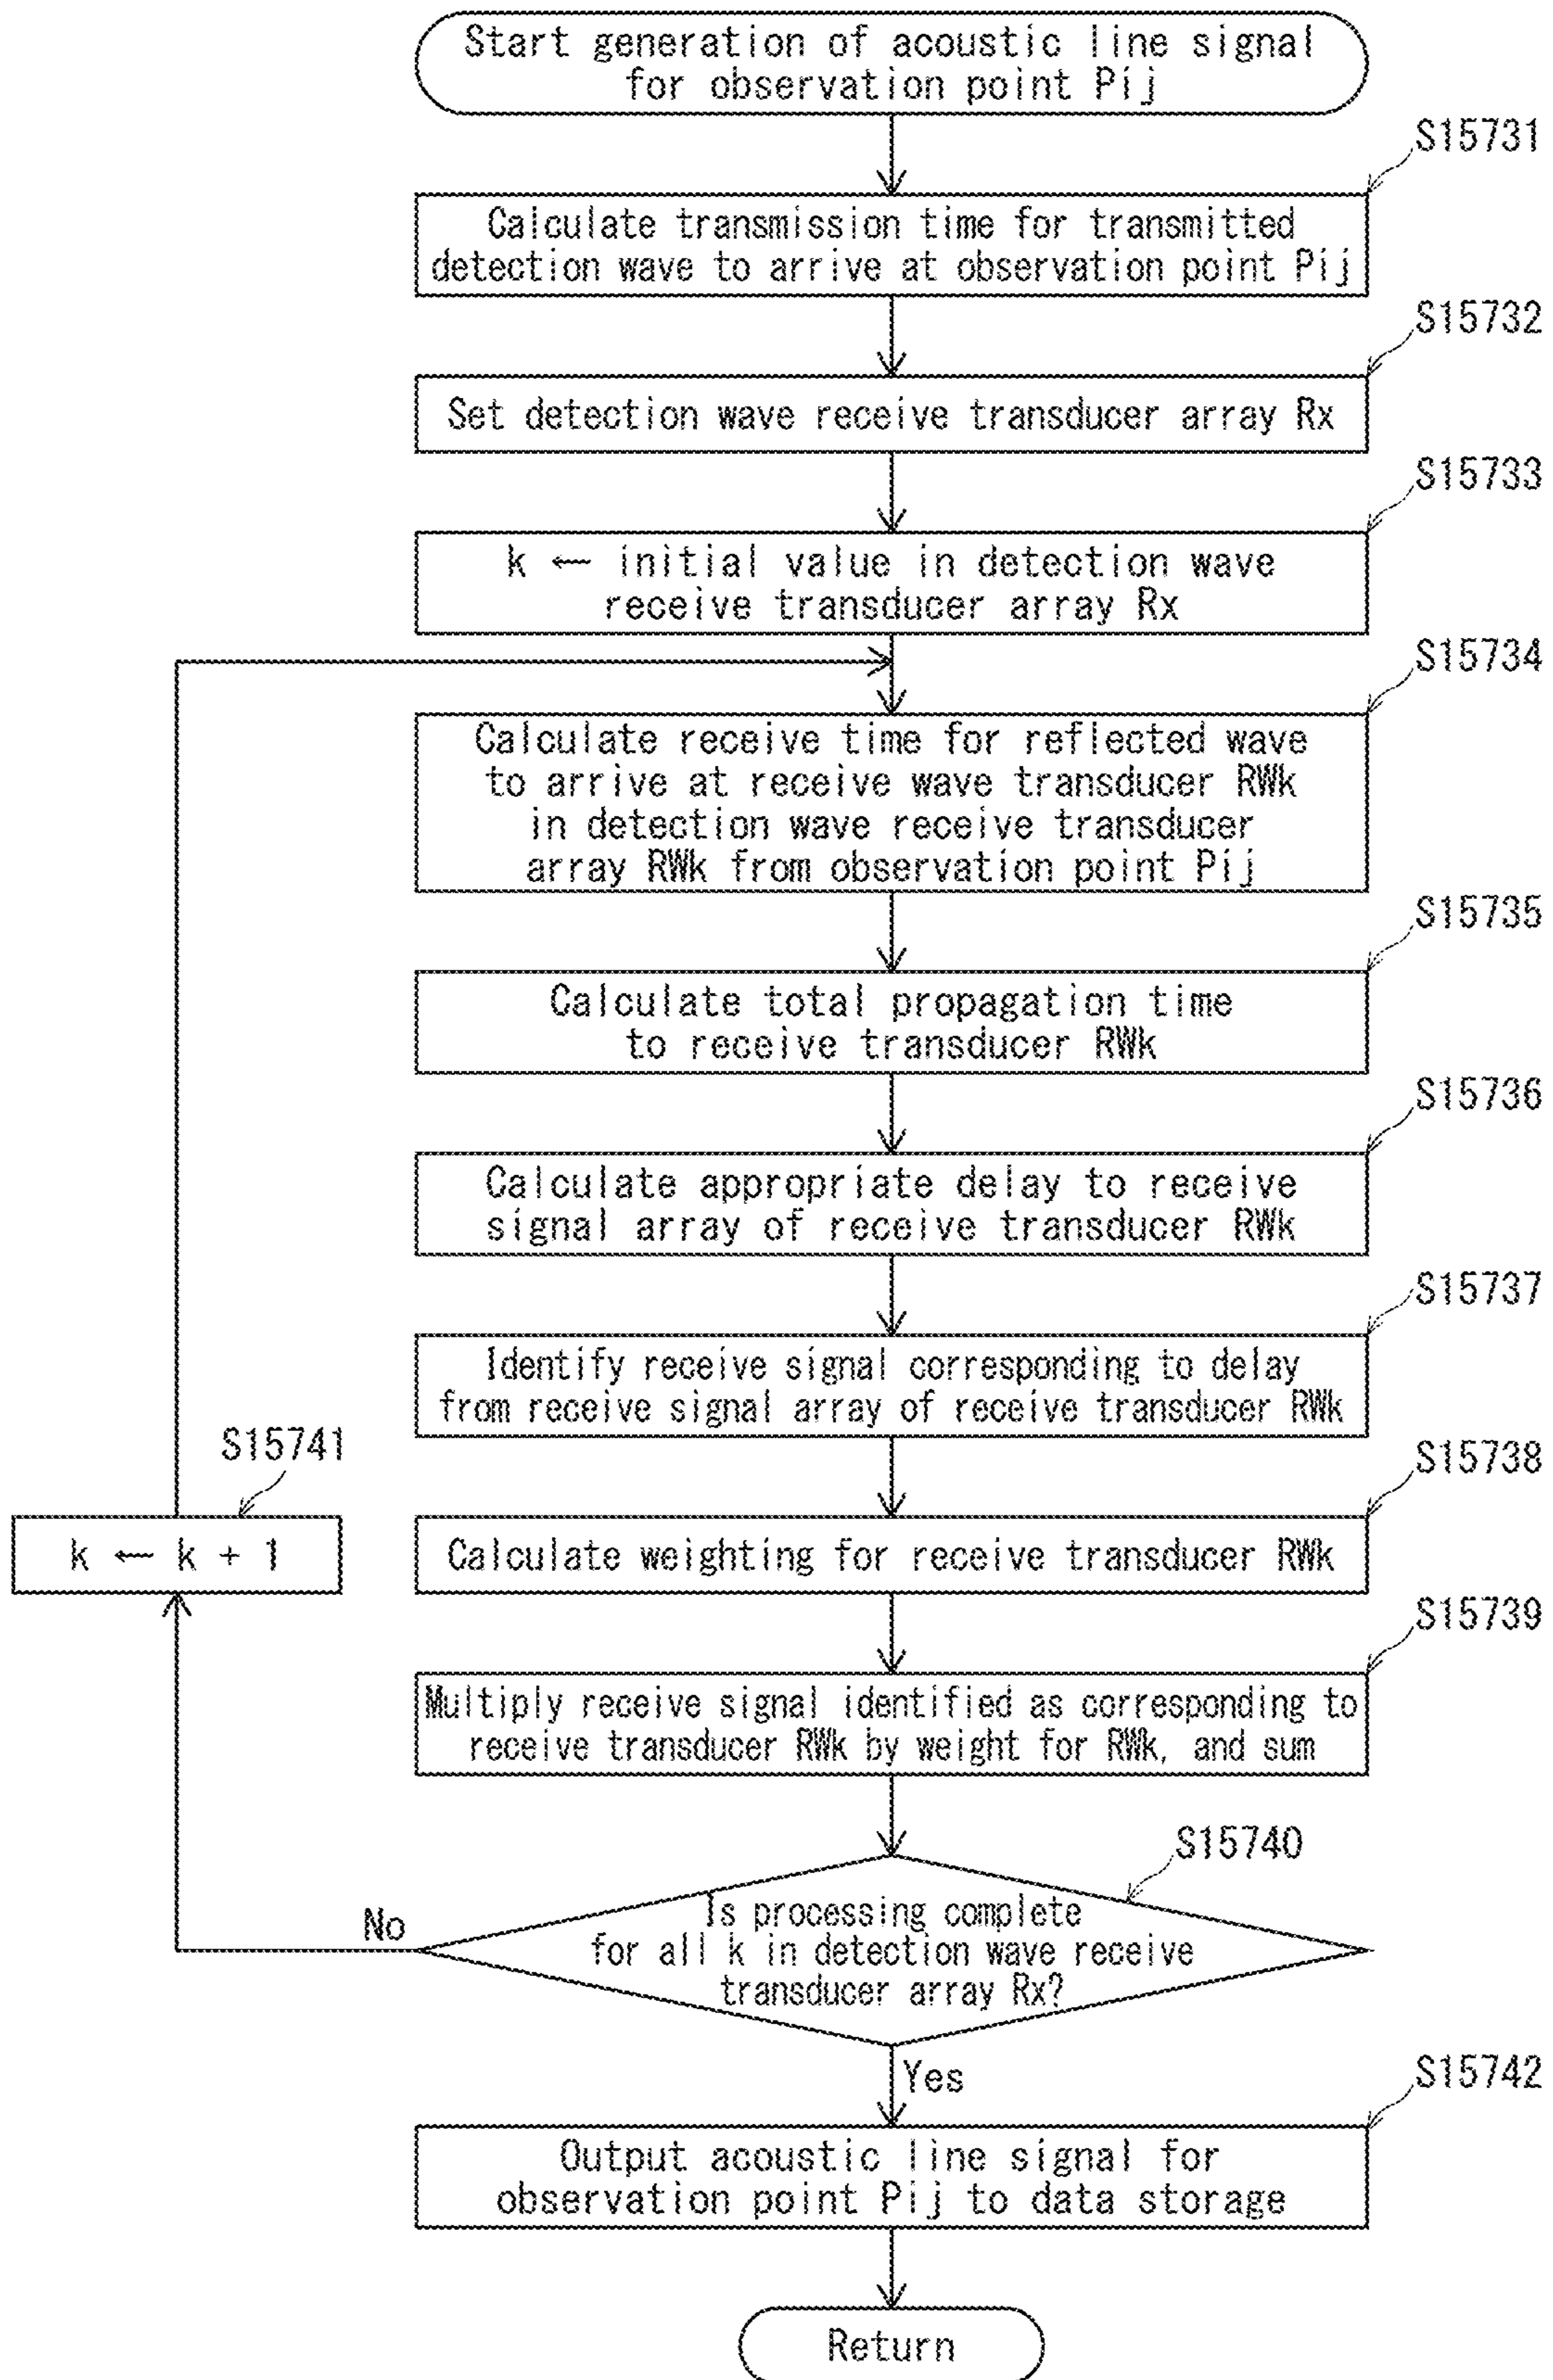 Start generation of acoustic line signal
for observation point Pij
S15731
Calculate transmission time for transmitted
detection wave to arrive at observation point Pij
S15732
Set detection wave receive transducer array Rx
S15733
k ← initial value in detection wave
receive transducer array Rx
S15734
Calculate receive time for reflected wave
to arrive at receive wave transducer RWk
in detection wave receive transducer
array RWk from observation point Pij
S15735
Calculate total propagation time
to receive transducer RWk
S15736
Calculate appropriate delay to receive
signal array of receive transducer RWk
S15737
Identify receive signal corresponding to delay
from receive signal array of receive transducer RWk
S15741
k ← k + 1
S15738
Calculate weighting for receive transducer RWk
S15739
Multiply receive signal identified as corresponding to
receive transducer RWk by weight for RWk, and sum
S15740
Is processing complete
for all k in detection wave receive
transducer array Rx?
No
Yes
S15742
Output acoustic line signal for
observation point Pij to data storage
Return